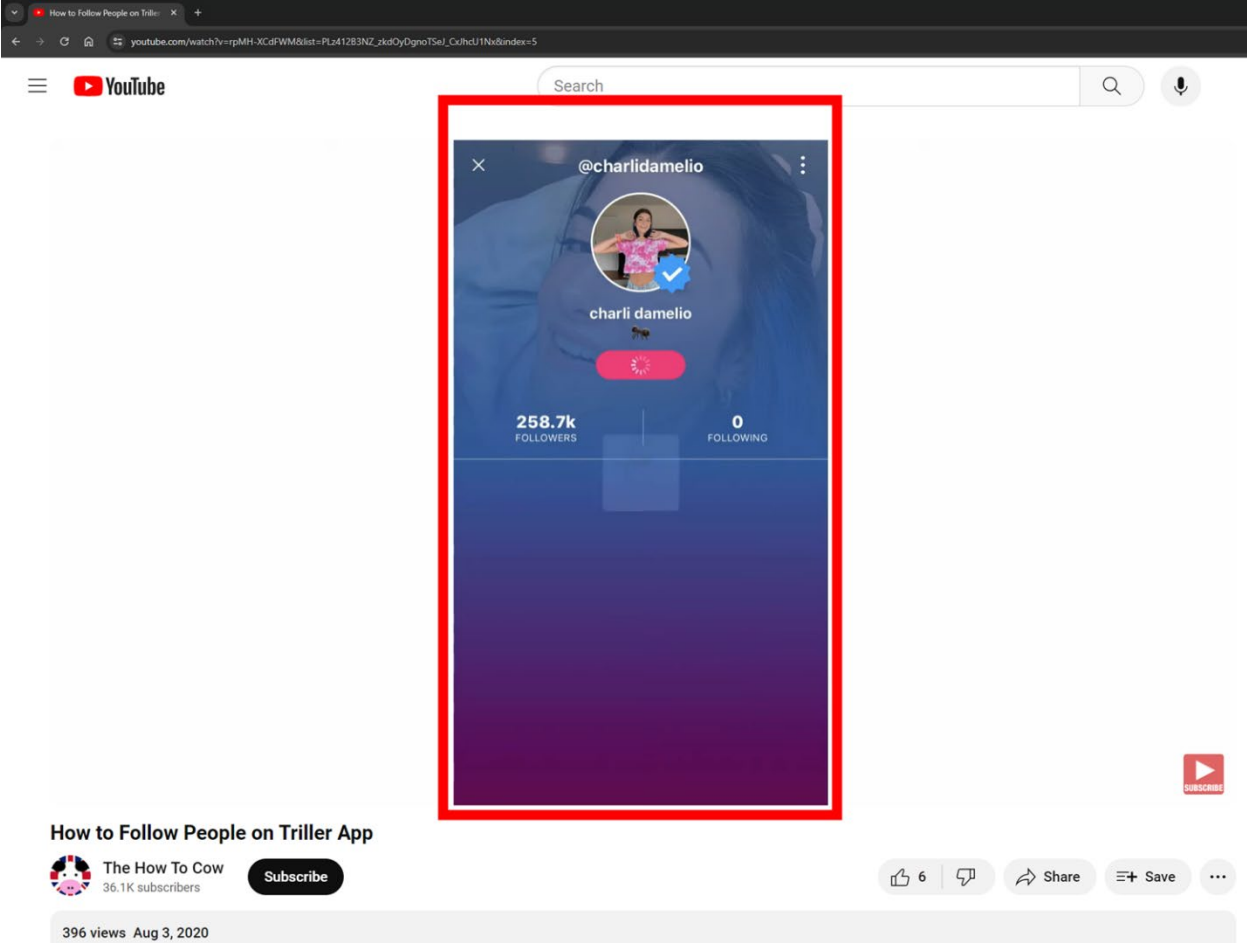 How to Follow People on Triller
youtube.com/watch?v=rpMH-XCdFWM&list=PLz412B3NZ_zkdOyDgnoTSeJ_CxJhcU1Nx&index=5
YouTube
Search
@charlidamelio
charli damelio
258.7k
FOLLOWERS
0
FOLLOWING
SUBSCRIBE
How to Follow People on Triller App
The How To Cow
36.1K subscribers
Subscribe
6
Share
Save
396 views Aug 3, 2020